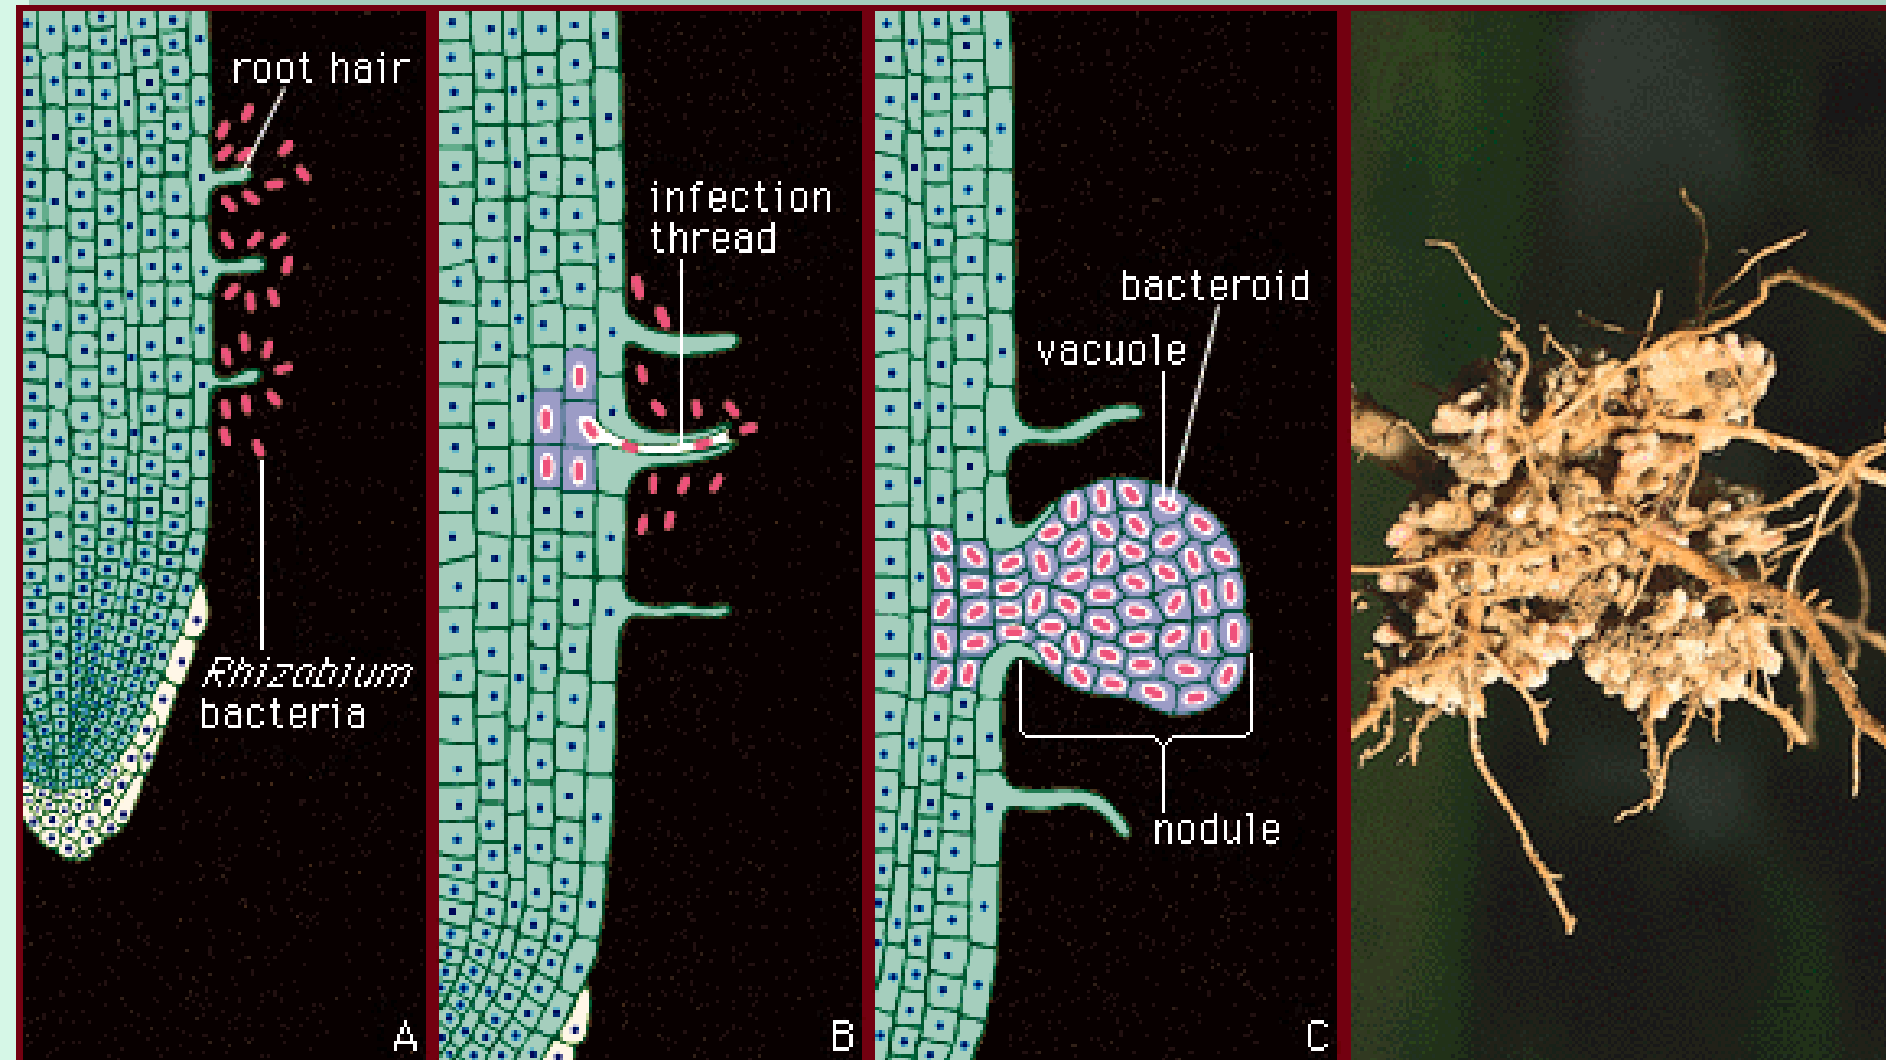 root hair
Rhizobium
bacteria
A
infection
thread
B
bacteroid
vacuole
nodule
C